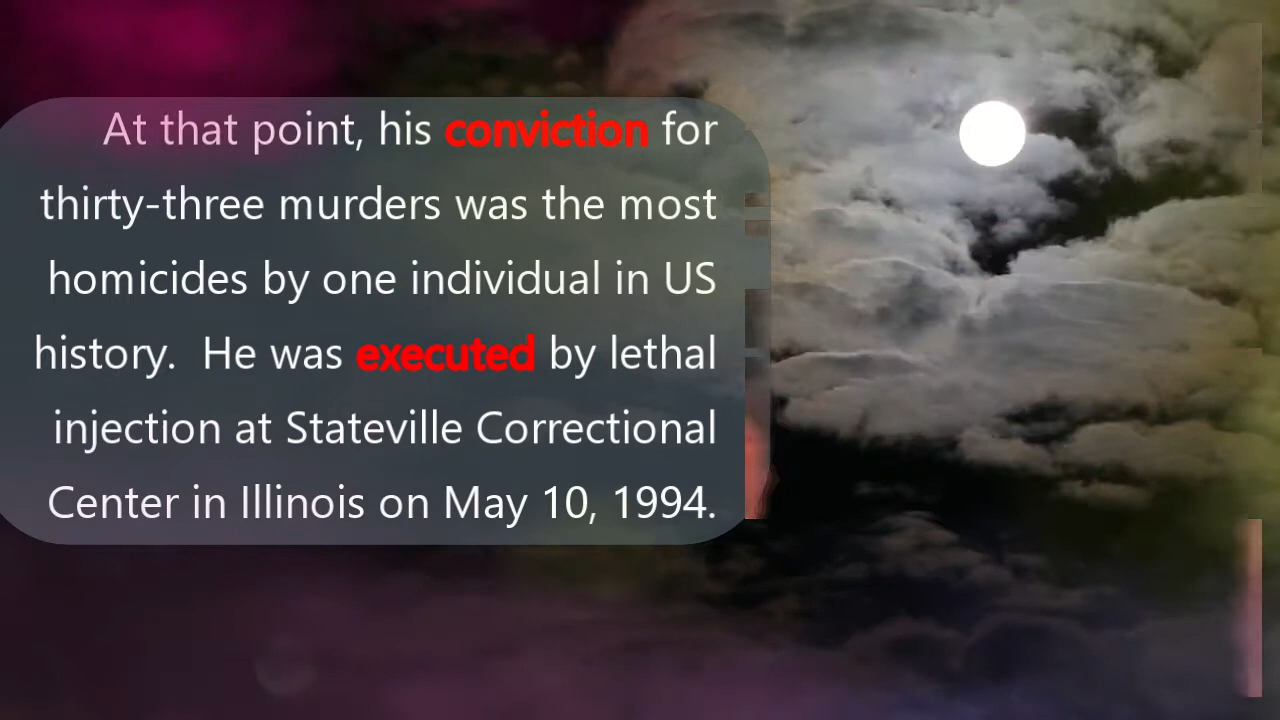 At that point, his conviction for
thirty-three murders was the most
homicides by one individual in US
history.  He was executed by lethal
injection at Stateville Correctional
Center in Illinois on May 10, 1994.